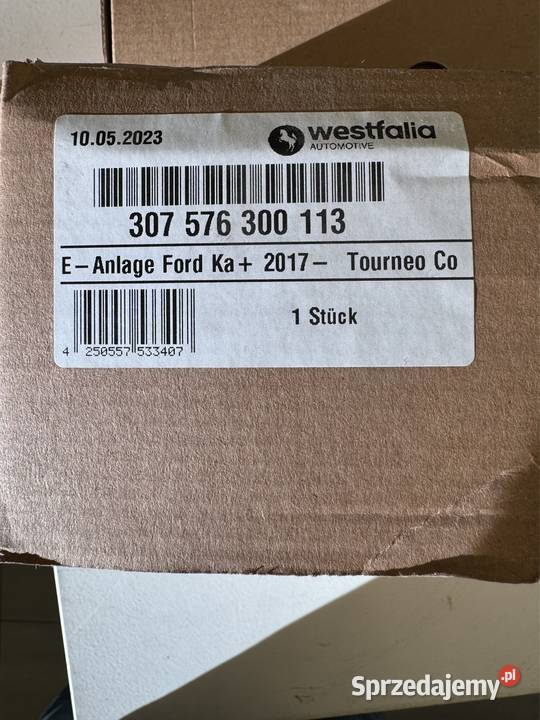 10.05.2023
westfalia
AUTOMOTIVE
307 576 300 113
E-Anlage Ford Ka+ 2017- Tourneo Co
1 Stück
4 250557 533407
Sprzedajemy.pl